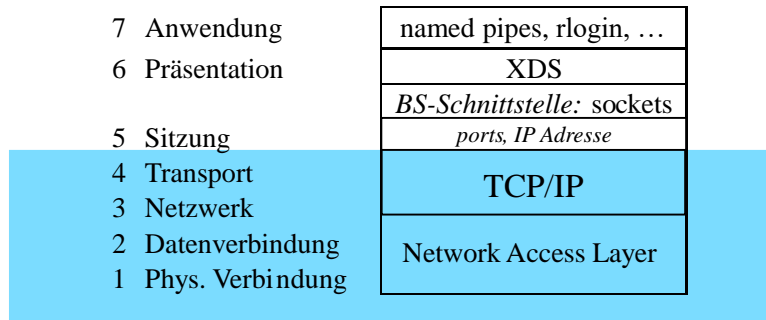 7 Anwendung named pipes, rlogin, …
6 Präsentation XDS
BS-Schnittstelle: sockets
5 Sitzung ports, IP Adresse
4 Transport
TCP/IP
3 Netzwerk
2 Datenverbindung
Network Access Layer
1 Phys. Verbindung